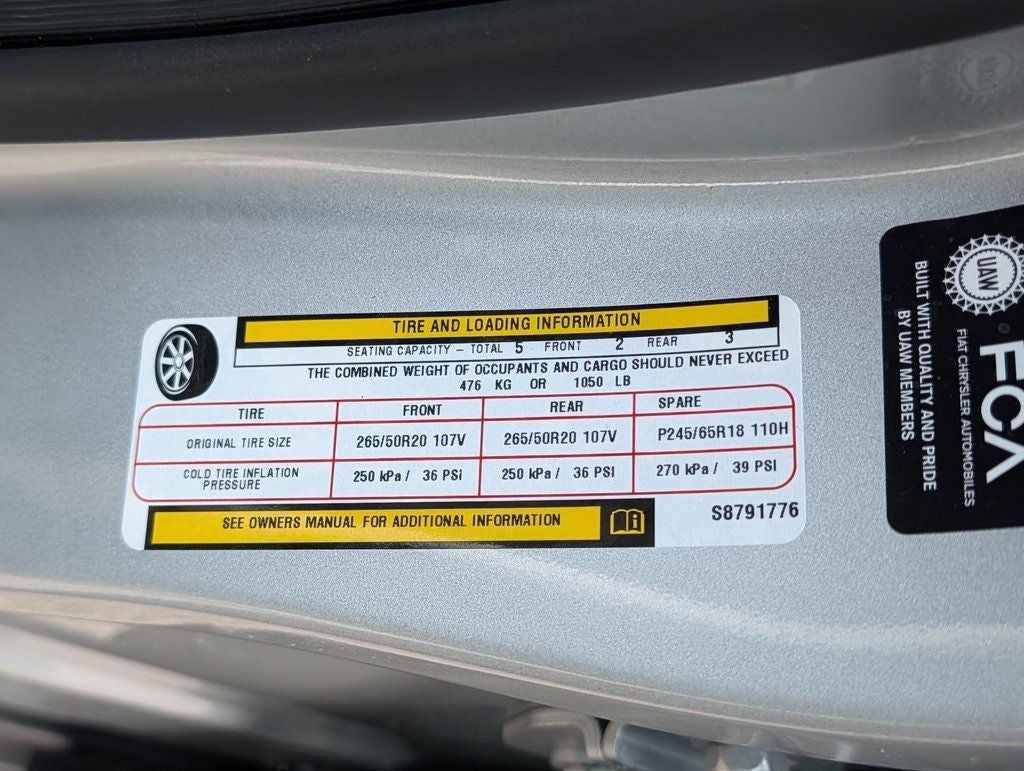 TIRE AND LOADING INFORMATION
SEATING CAPACITY – TOTAL 5 FRONT 2 REAR 3
THE COMBINED WEIGHT OF OCCUPANTS AND CARGO SHOULD NEVER EXCEED
476 KG OR 1050 LB
TIRE FRONT REAR SPARE
ORIGINAL TIRE SIZE 265/50R20 107V 265/50R20 107V P245/65R18 110H
COLD TIRE INFLATION PRESSURE 250 kPa / 36 PSI 250 kPa / 36 PSI 270 kPa / 39 PSI
SEE OWNERS MANUAL FOR ADDITIONAL INFORMATION
S8791776
UAW
BUILT WITH QUALITY AND PRIDE
BY UAW MEMBERS
FCA
FIAT CHRYSLER AUTOMOBILES